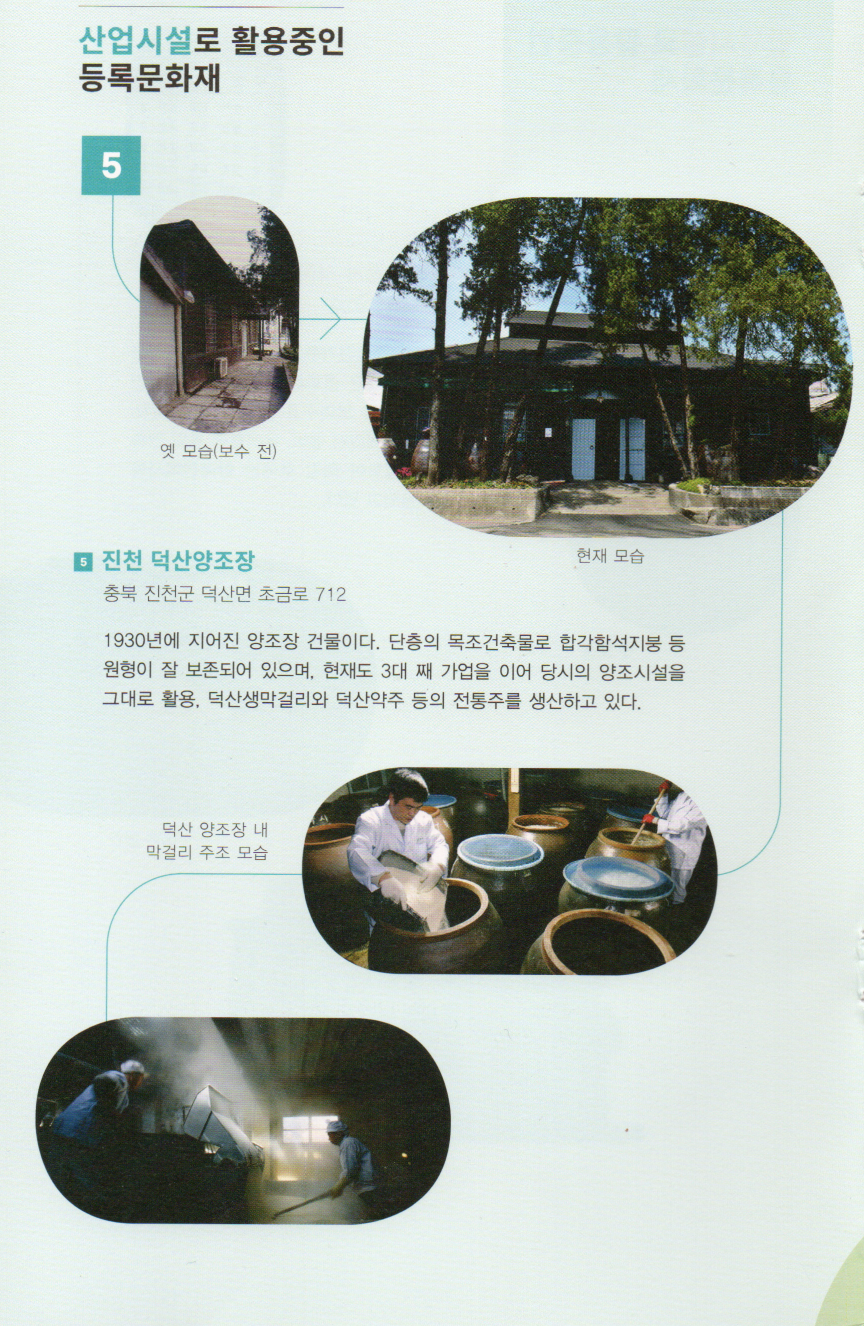 산업시설로 활용중인
등록문화재
5
옛 모습(보수 전)
현재 모습
5 진천 덕산양조장
충북 진천군 덕산면 초금로 712
1930년에 지어진 양조장 건물이다. 단층의 목조건축물로 합각함석지붕 등
원형이 잘 보존되어 있으며, 현재도 3대 째 가업을 이어 당시의 양조시설을
그대로 활용, 덕산생막걸리와 덕산약주 등의 전통주를 생산하고 있다.
덕산 양조장 내
막걸리 주조 모습